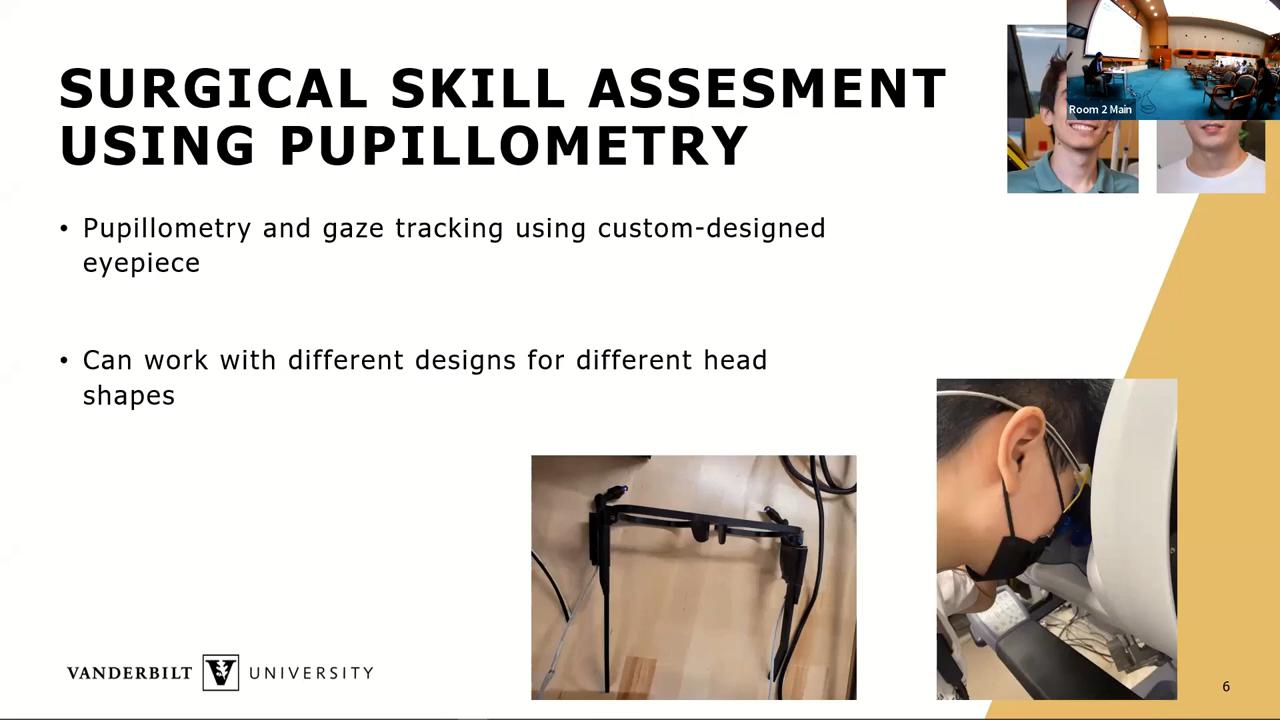 SURGICAL SKILL ASSESMENT
USING PUPILLOMETRY
Room 2 Main
• Pupillometry and gaze tracking using custom-designed
eyepiece
• Can work with different designs for different head
shapes
VANDERBILT V UNIVERSITY
6